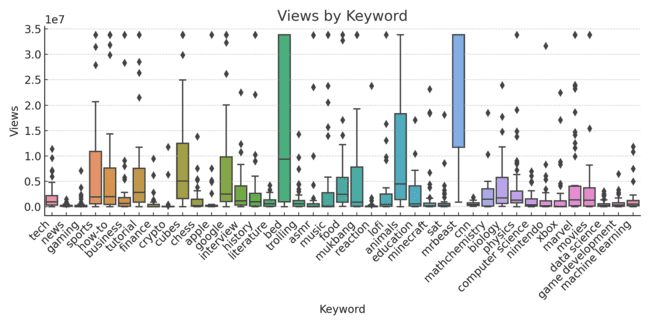 Views by Keyword
1e7
3.5
3.0
2.5
2.0
1.5
1.0
0.5
0.0
Views
tech
news
gaming
sports
how-to
business
tutorial
finance
crypto
cubes
chess
apple
google
interview
history
literature
bed
trolling
asmr
music
food
mukbang
reaction
lofi
animals
education
minecraft
sat
mrbeast
cnn
mathchemistry
biology
physics
computer science
nintendo
xbox
marvel
movies
data science
game development
machine learning
Keyword